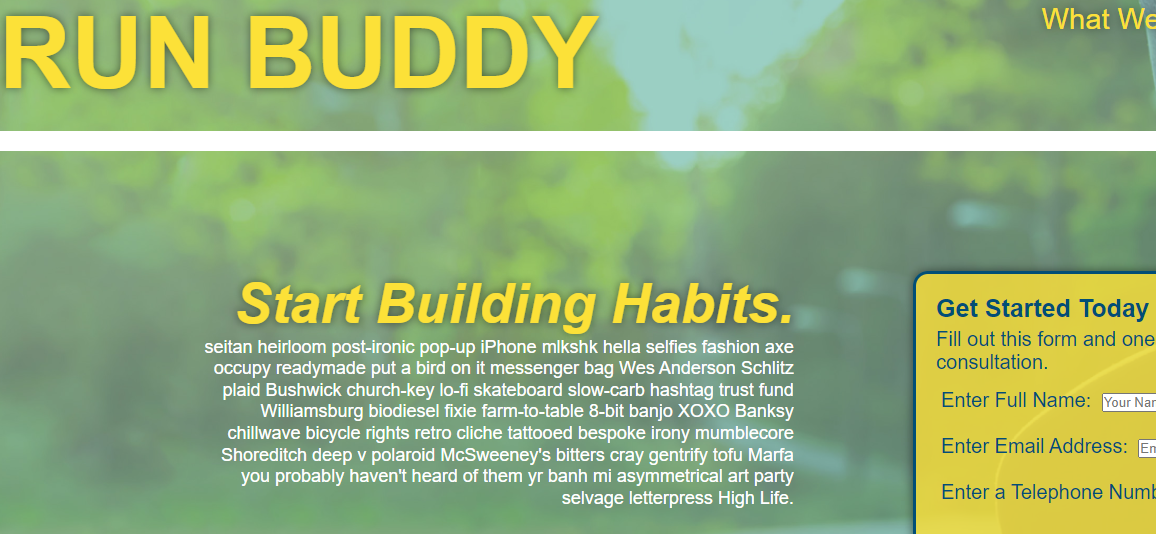 RUN BUDDY
What We
Start Building Habits.
seitan heirloom post-ironic pop-up iPhone mlkshk hella selfies fashion axe
occupy readymade put a bird on it messenger bag Wes Anderson Schlitz
plaid Bushwick church-key lo-fi skateboard slow-carb hashtag trust fund
Williamsburg biodiesel fixie farm-to-table 8-bit banjo XOXO Banksy
chillwave bicycle rights retro cliche tattooed bespoke irony mumblecore
Shoreditch deep v polaroid McSweeney's bitters cray gentrify tofu Marfa
you probably haven't heard of them yr banh mi asymmetrical art party
selvage letterpress High Life.
Get Started Today
Fill out this form and one
consultation.
Enter Full Name: Your Nar
Enter Email Address: Em
Enter a Telephone Numb